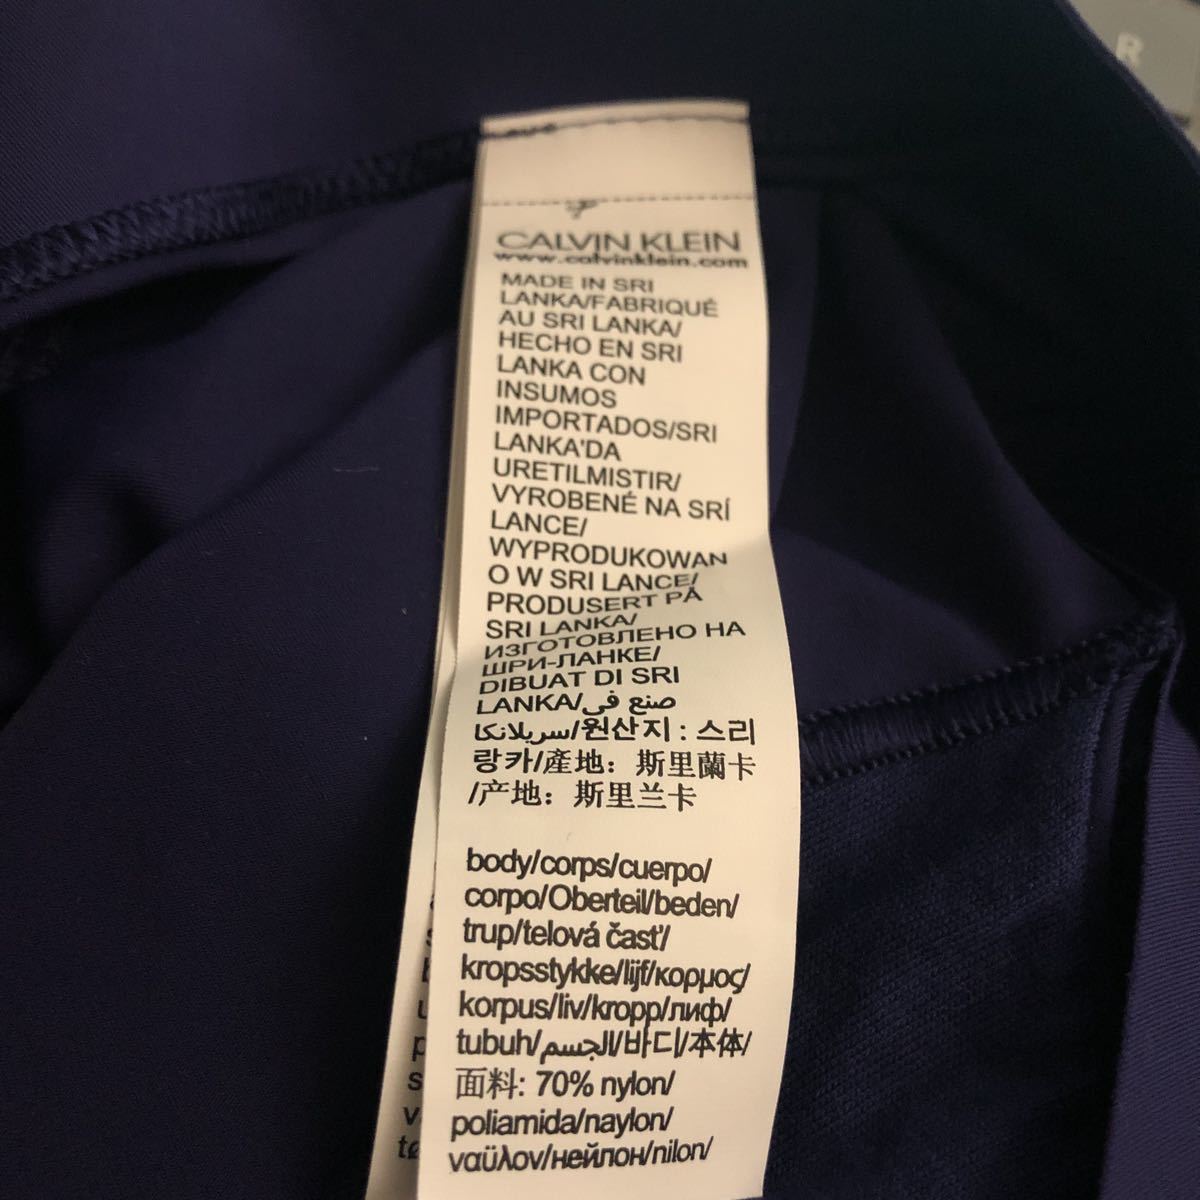 R
CALVIN KLEIN
www.calvinklein.com
MADE IN SRI
LANKA/FABRIQUÉ
AU SRI LANKA/
HECHO EN SRI
LANKA CON
INSUMOS
IMPORTADOS/SRI
LANKA'DA
URETILMISTIR/
VYROBENÉ NA SRÍ
LANCE/
WYPRODUKOWAN
O W SRI LANCE/
PRODUSERT PÅ
SRI LANKA/
ИЗГОТОВЛЕНО НА
ШРИ-ЛАНКЕ/
DIBUAT DI SRI
LANKA/صنع في
سريلانكا/원산지 : 스리
랑카/產地：斯里蘭卡
/产地：斯里兰卡
body/corps/cuerpo/
corpo/Oberteil/beden/
trup/telová časť/
kropsstykke/lijf/κορμος/
korpus/liv/kropp/лиф/
tubuh/الجسم/바디/本体/
面料: 70% nylon/
poliamida/naylon/
ναϋλον/нейлон/nilon/